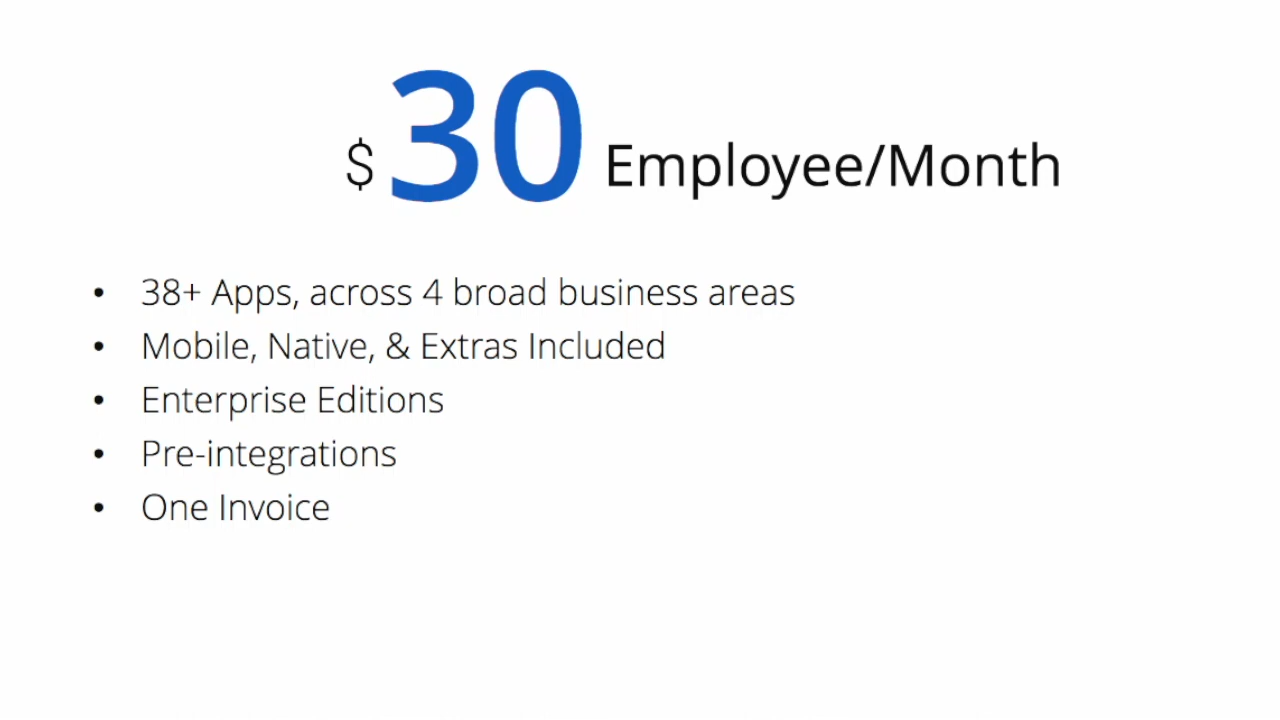 $30 Employee/Month
• 38+ Apps, across 4 broad business areas
• Mobile, Native, & Extras Included
• Enterprise Editions
• Pre-integrations
• One Invoice